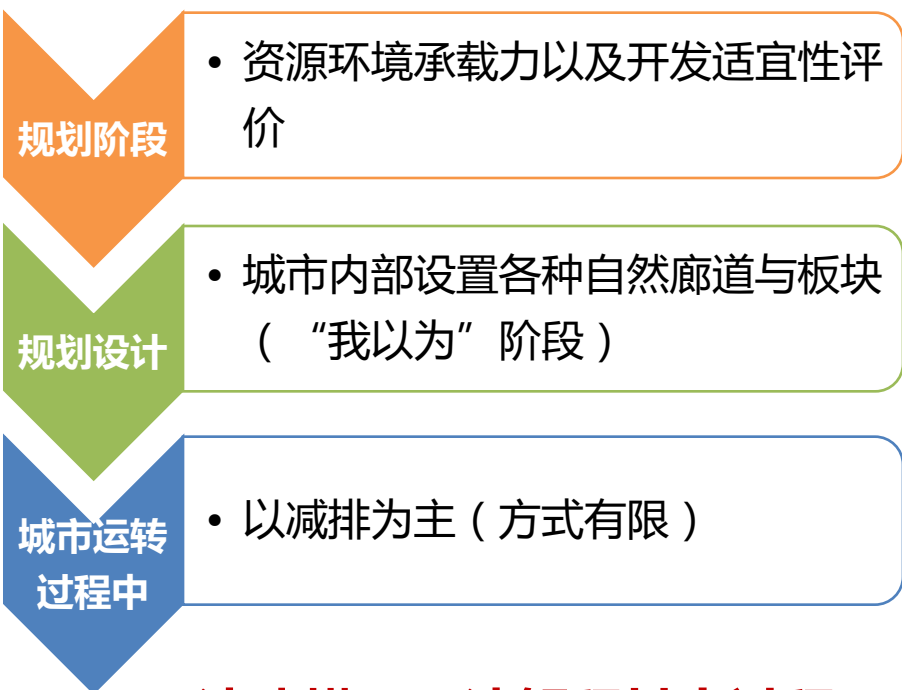 规划阶段
• 资源环境承载力以及开发适宜性评
价
规划设计
• 城市内部设置各种自然廊道与板块
（ “我以为”阶段 ）
城市运转
过程中
• 以减排为主（ 方式有限 ）